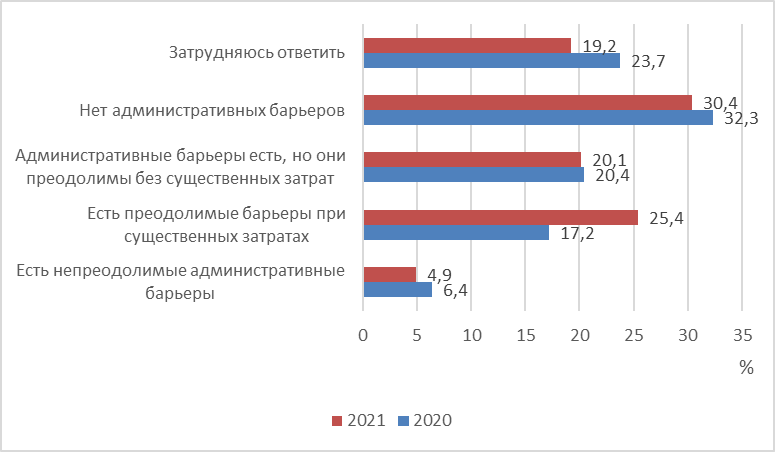 Затрудняюсь ответить
19,2
23,7
Нет административных барьеров
30,4
32,3
Административные барьеры есть, но они
преодолимы без существенных затрат
20,1
20,4
Есть преодолимые барьеры при
существенных затратах
25,4
17,2
Есть непреодолимые административные
барьеры
4,9
6,4
0 5 10 15 20 25 30 35
%
2021 2020